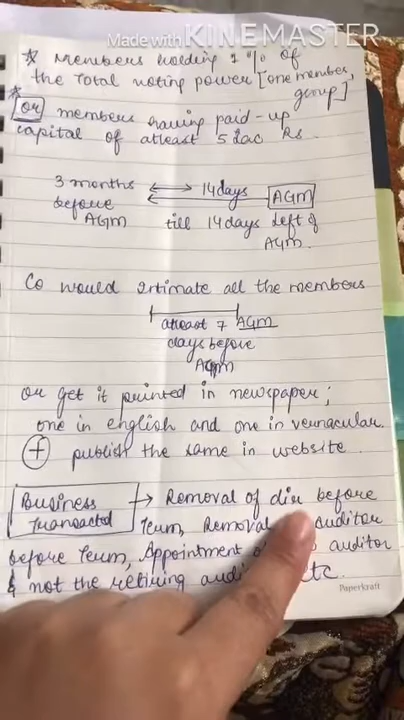 Made with KINEMASTER
* Members holding 1% of
the Total voting power [one member,
group]
* or members having paid-up
capital of atleast 5 Lac Rs.
3 months ↔ 14 days AGM
before
AGM till 14 days left of
AGM.
Co would intimate all the members
atleast 7 AGM
days before
AGM
or get it printed in newspaper;
one in english and one in vernacular.
+ publish the same in website.
Business → Removal of dir before
Transacted Term, Removal auditor
before Term, Appointment auditor
& not the retiring etc.
Paperkraft